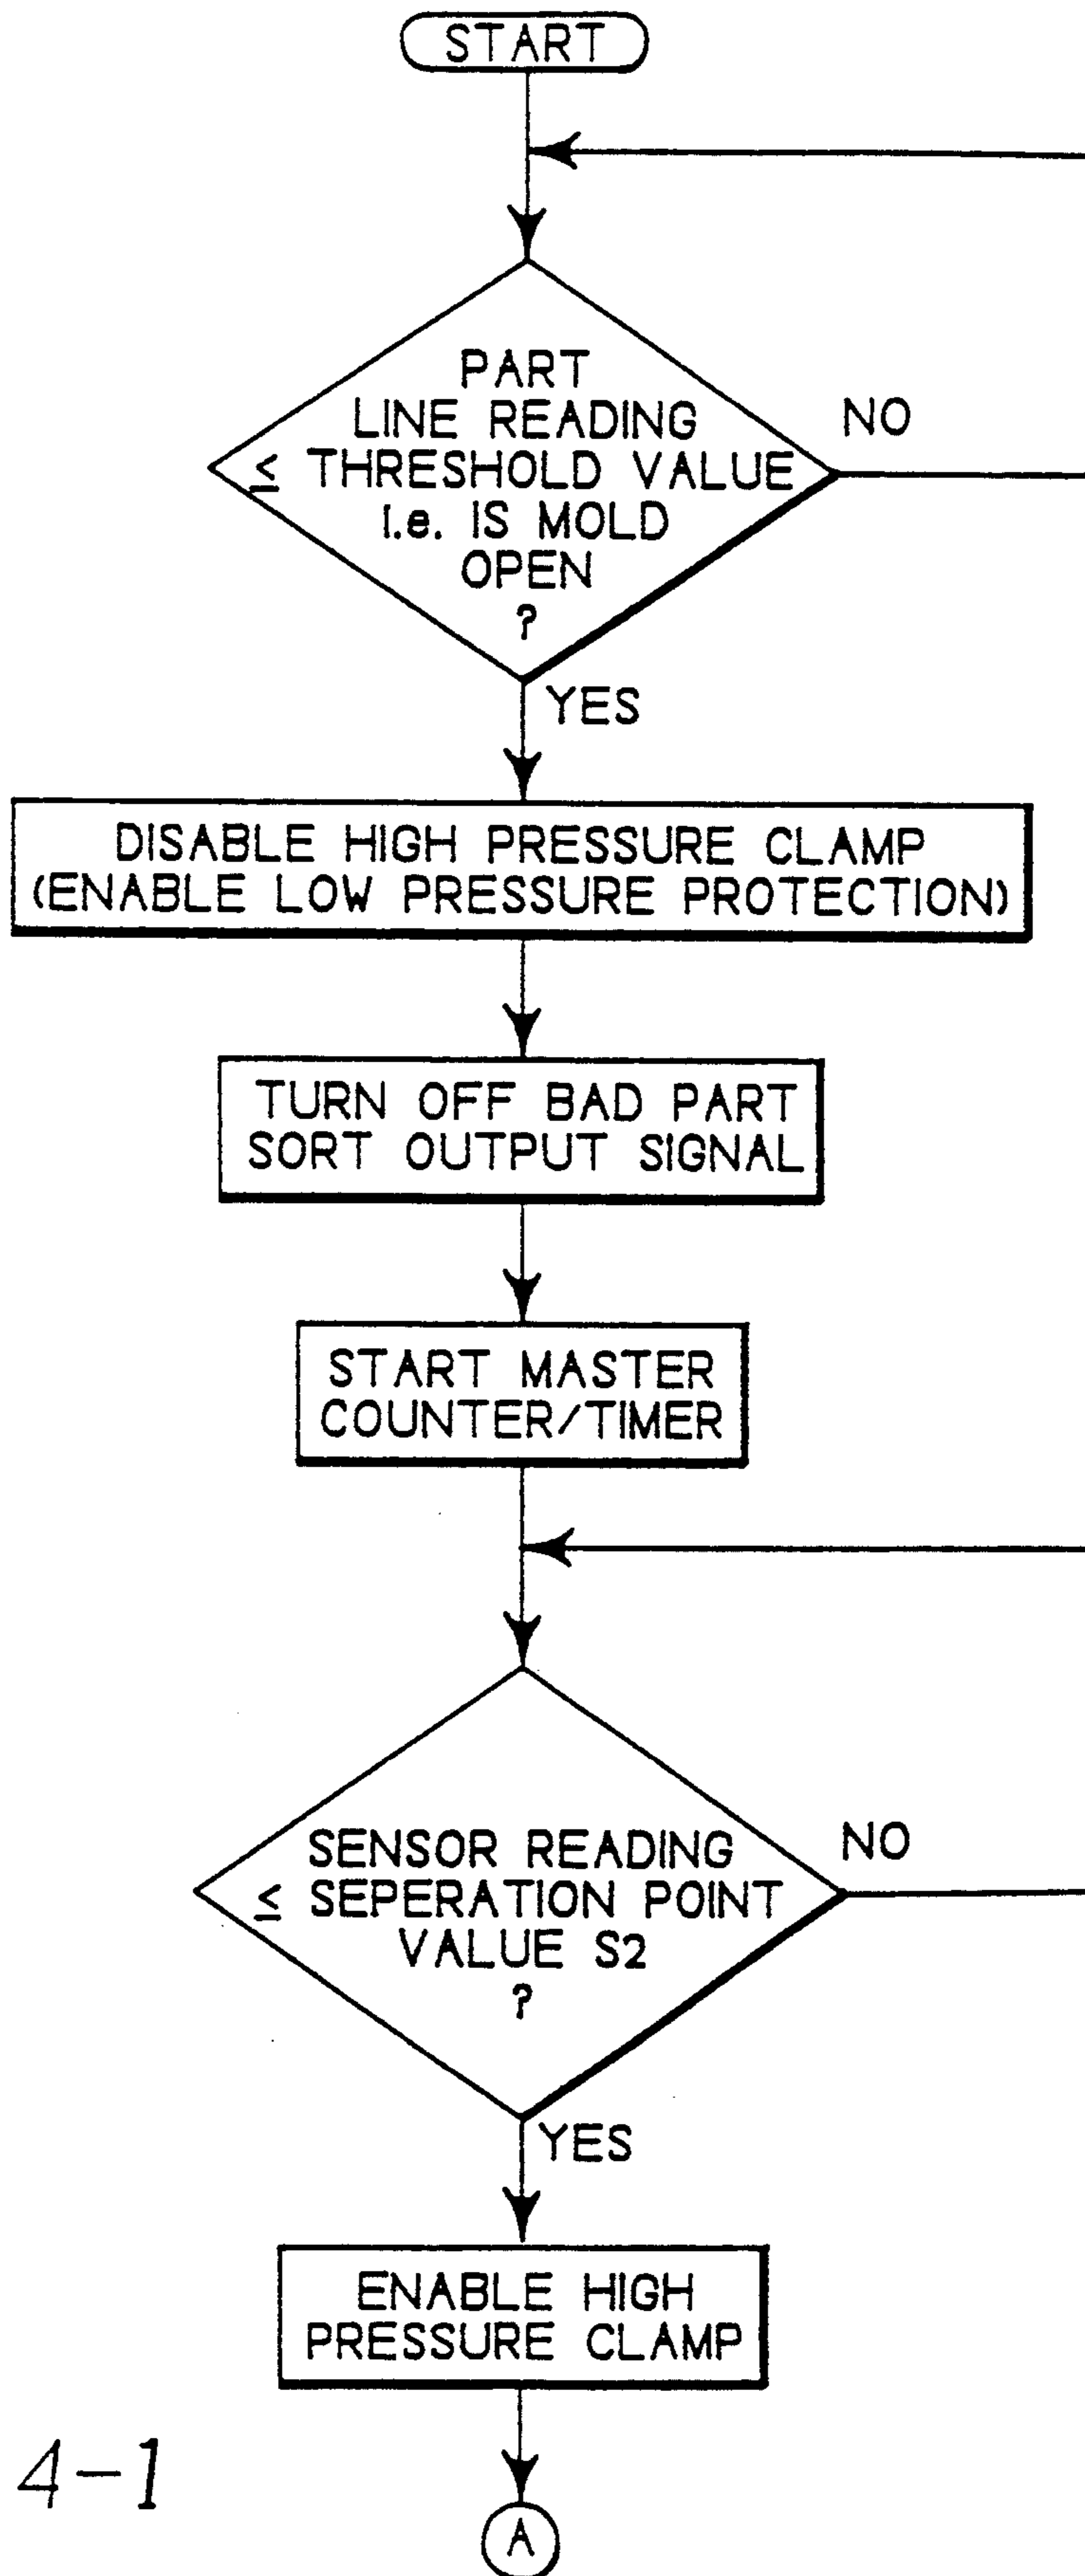 START
PART
LINE READING
≤ THRESHOLD VALUE
i.e. IS MOLD
OPEN
?
NO
YES
DISABLE HIGH PRESSURE CLAMP
(ENABLE LOW PRESSURE PROTECTION)
TURN OFF BAD PART
SORT OUTPUT SIGNAL
START MASTER
COUNTER/TIMER
SENSOR READING
≤ SEPERATION POINT
VALUE S2
?
NO
YES
ENABLE HIGH
PRESSURE CLAMP
4-1
A